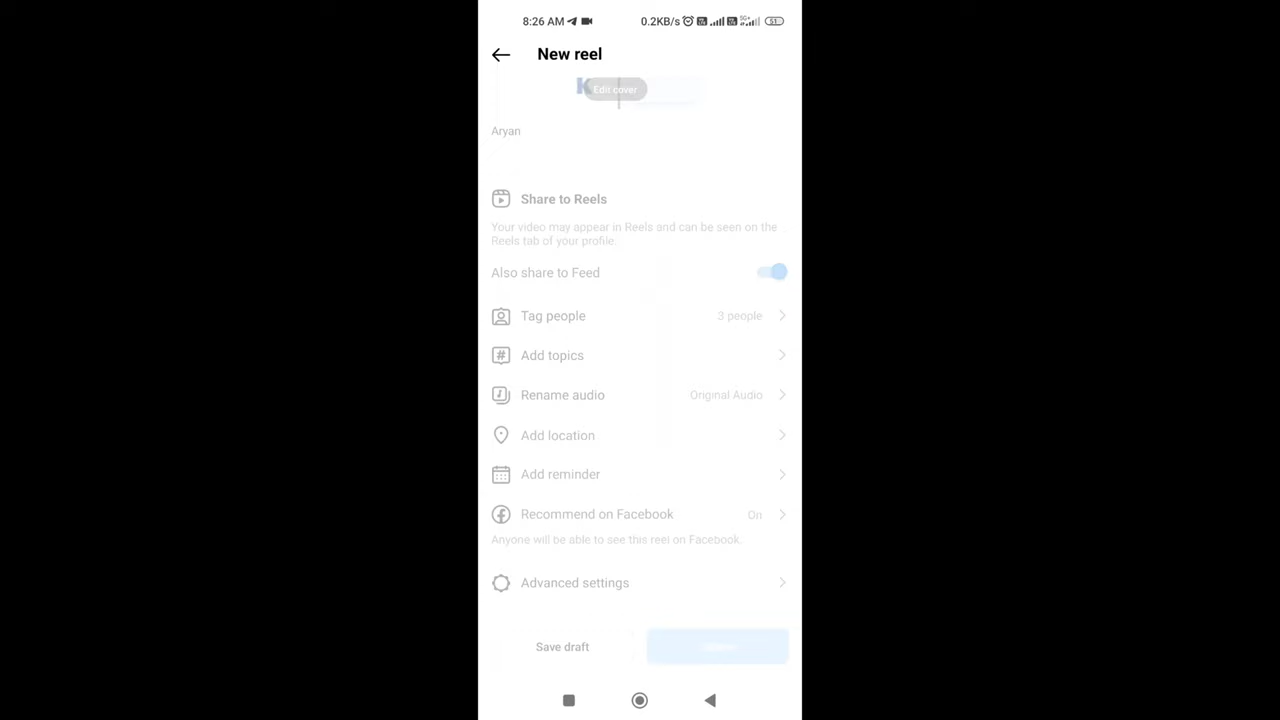 8:26 AM 0.2KB/s 5G+ 51
New reel
K
Edit cover
Aryan
Share to Reels
Your video may appear in Reels and can be seen on the
Reels tab of your profile.
Also share to Feed
Tag people 3 people
# Add topics
Rename audio Original Audio
Add location
Add reminder
Recommend on Facebook On
Anyone will be able to see this reel on Facebook.
Advanced settings
Save draft